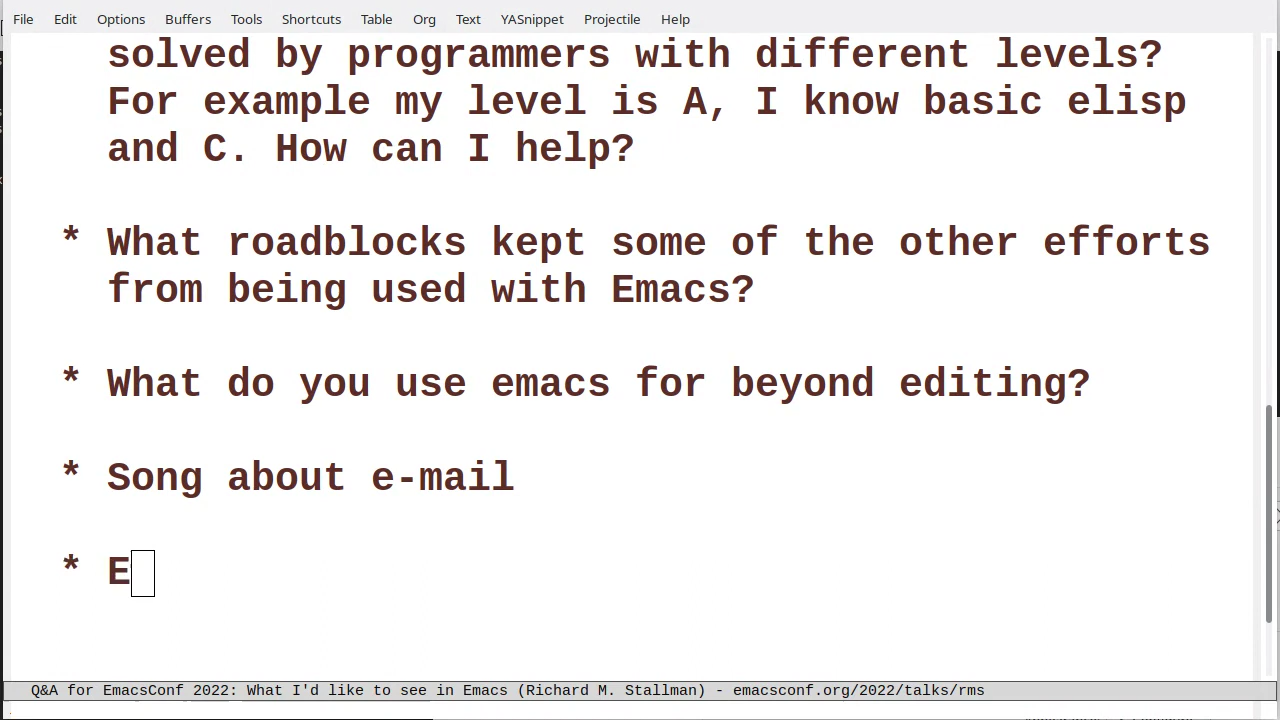 File Edit Options Buffers Tools Shortcuts Table Org Text YASnippet Projectile Help
solved by programmers with different levels?
For example my level is A, I know basic elisp
and C. How can I help?
* What roadblocks kept some of the other efforts
from being used with Emacs?
* What do you use emacs for beyond editing?
* Song about e-mail
* E
Q&A for EmacsConf 2022: What I'd like to see in Emacs (Richard M. Stallman) - emacsconf.org/2022/talks/rms